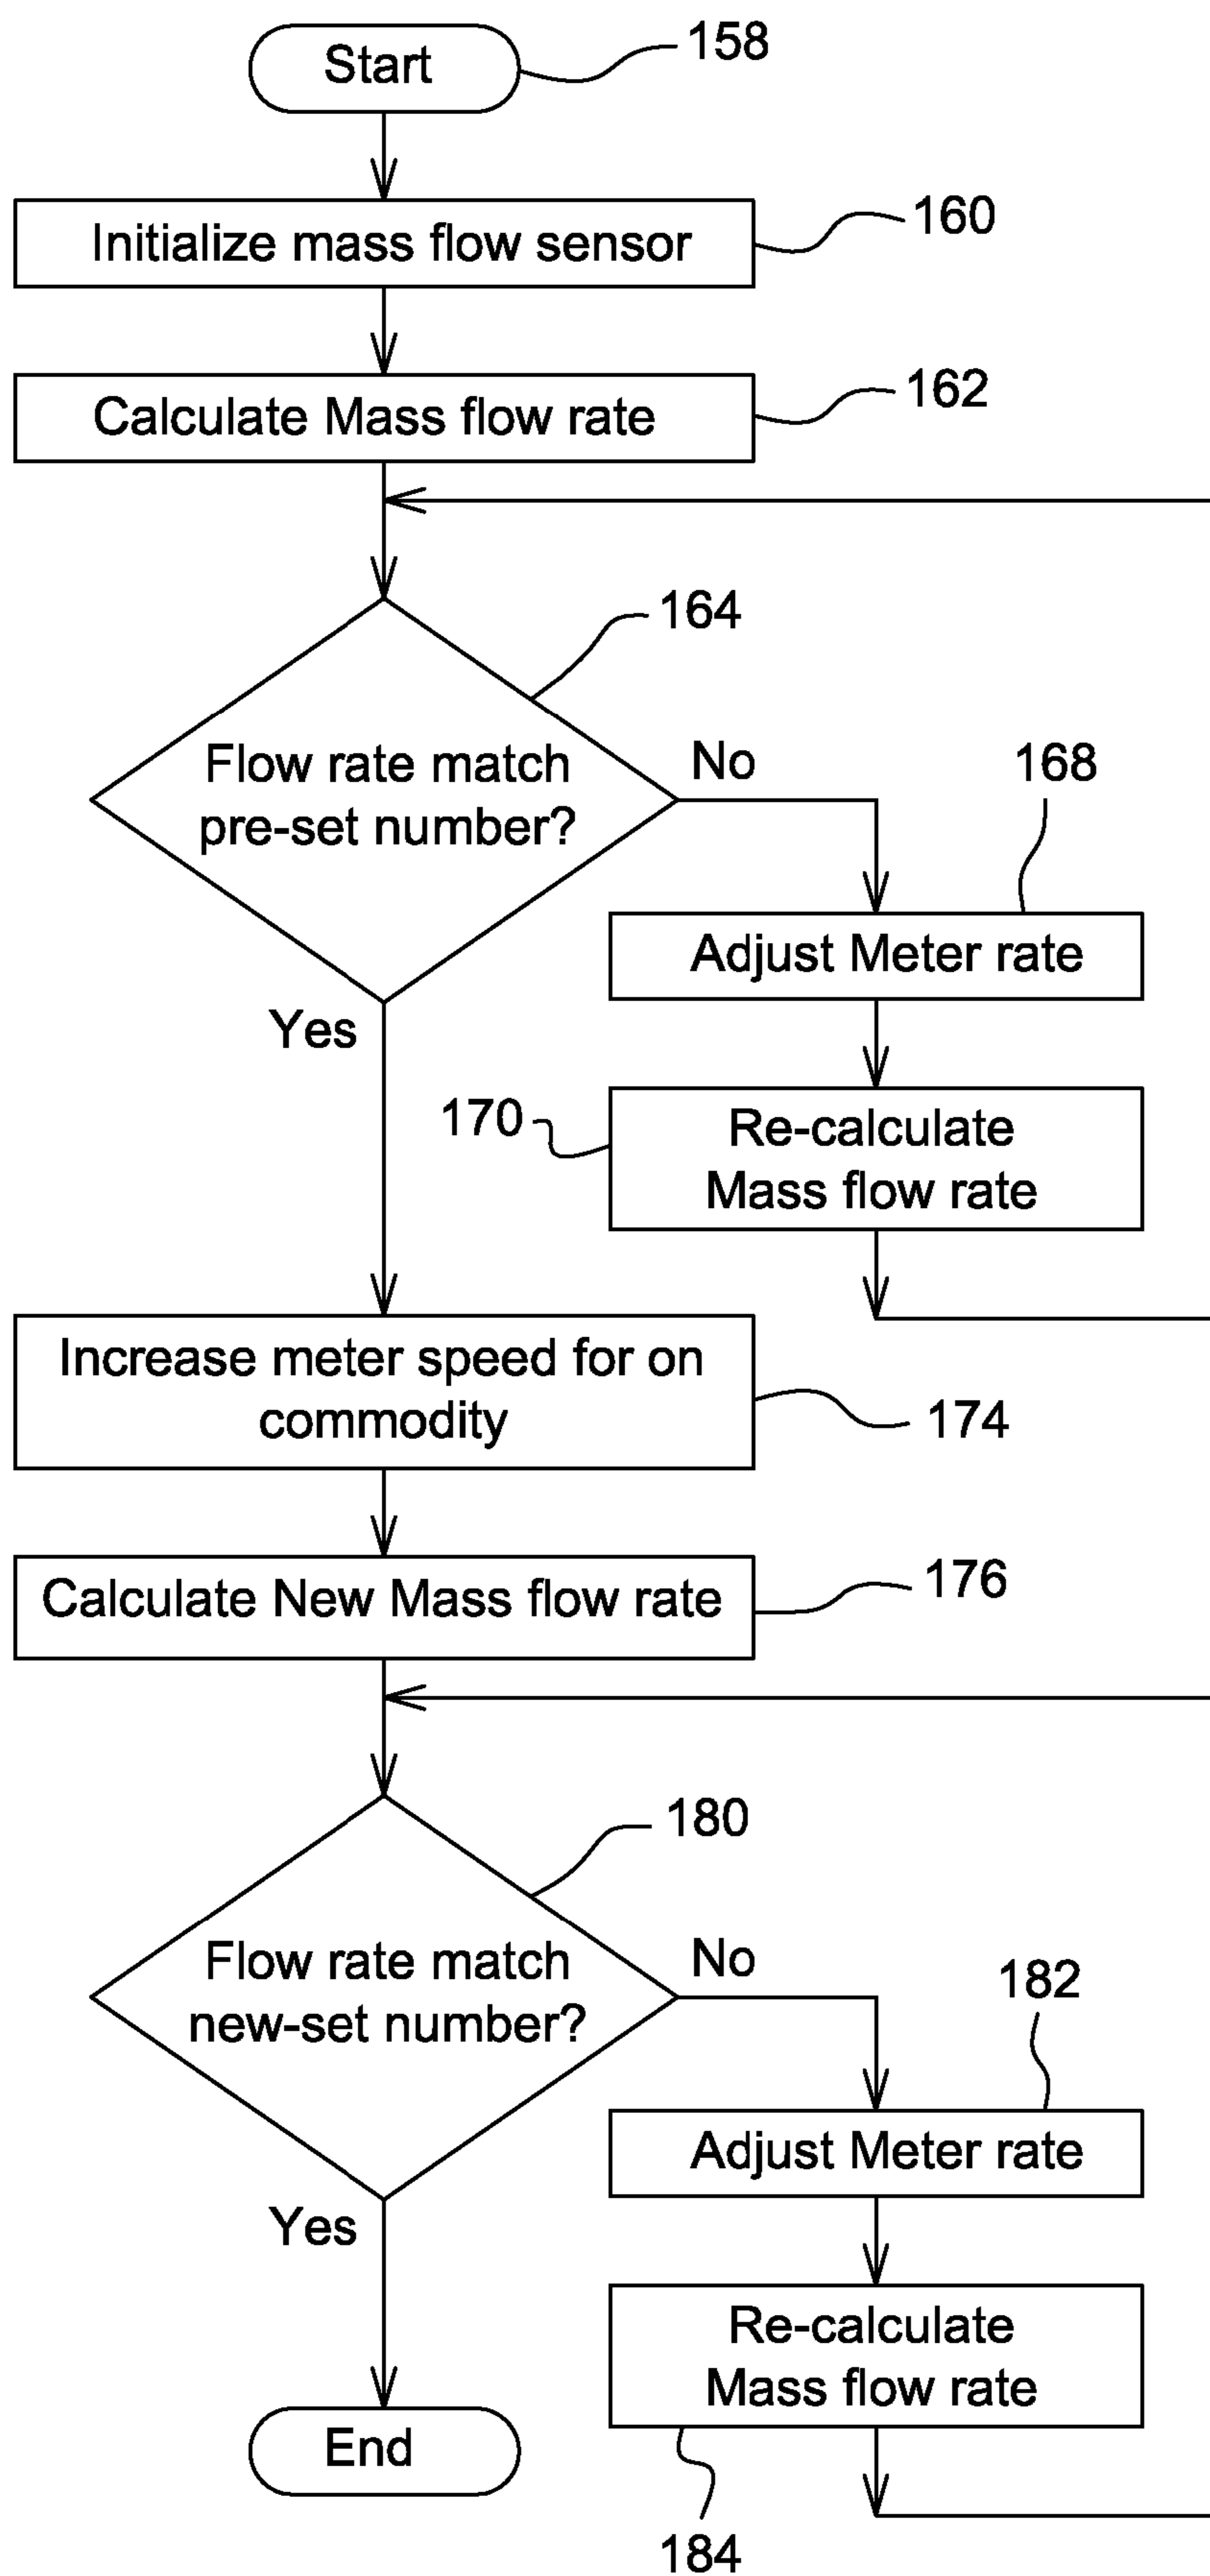 Start
158
Initialize mass flow sensor
160
Calculate Mass flow rate
162
164
Flow rate match
pre-set number?
No
168
Adjust Meter rate
Yes
170
Re-calculate
Mass flow rate
Increase meter speed for on
commodity
174
Calculate New Mass flow rate
176
180
Flow rate match
new-set number?
No
182
Adjust Meter rate
Yes
Re-calculate
Mass flow rate
End
184